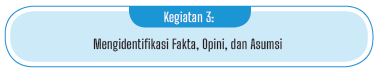 Kegiatan 3:
Mengidentifikasi Fakta, Opini, dan Asumsi